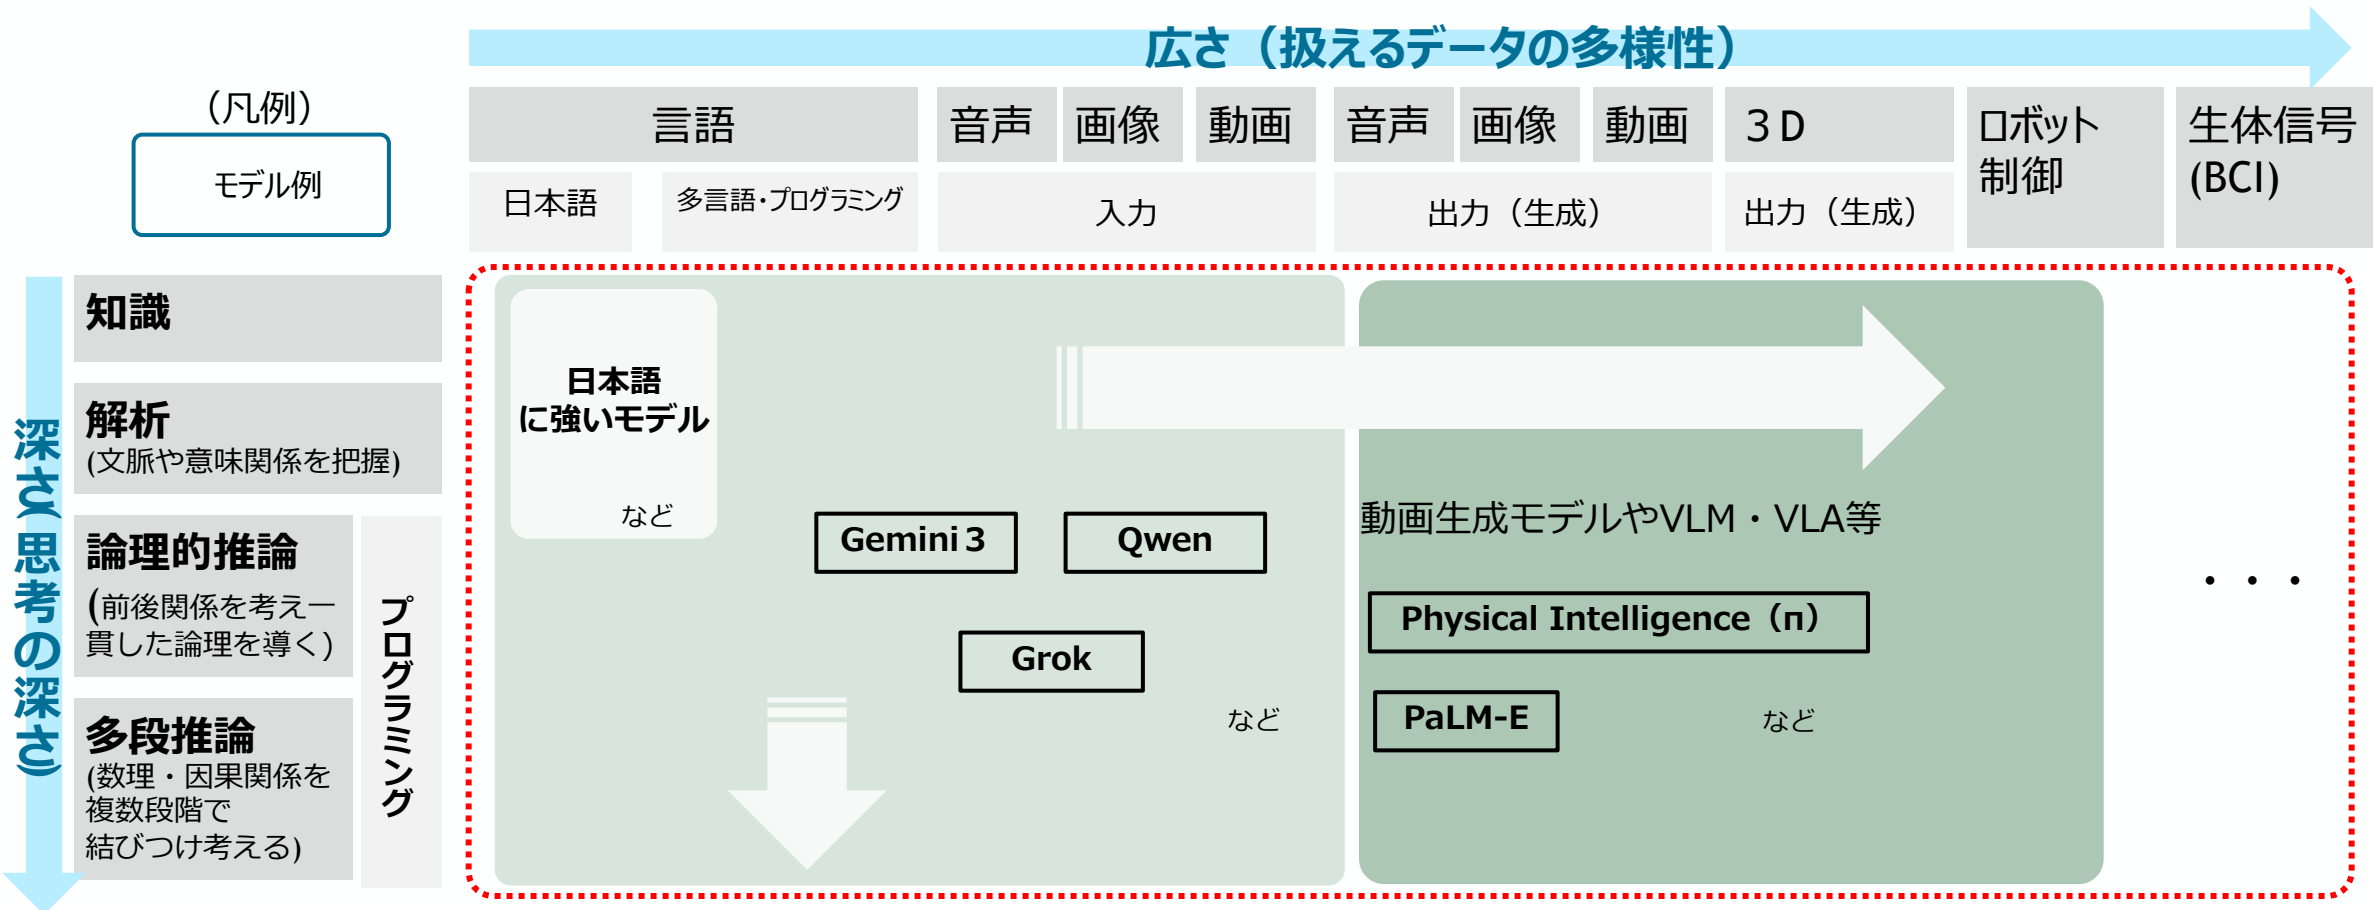 広さ（扱えるデータの多様性）
（凡例）
モデル例
言語
音声
画像
動画
音声
画像
動画
３D
ロボット
制御
生体信号
(BCI)
日本語
多言語・プログラミング
入力
出力（生成）
出力（生成）
深さ（思考の深さ）
知識
解析
(文脈や意味関係を把握)
論理的推論
(前後関係を考え一
貫した論理を導く)
多段推論
(数理・因果関係を
複数段階で
結びつけ考える)
プログラミング
日本語
に強いモデル
など
Gemini３
Qwen
Grok
など
動画生成モデルやVLM・VLA等
Physical Intelligence（π）
PaLM-E
など
・・・